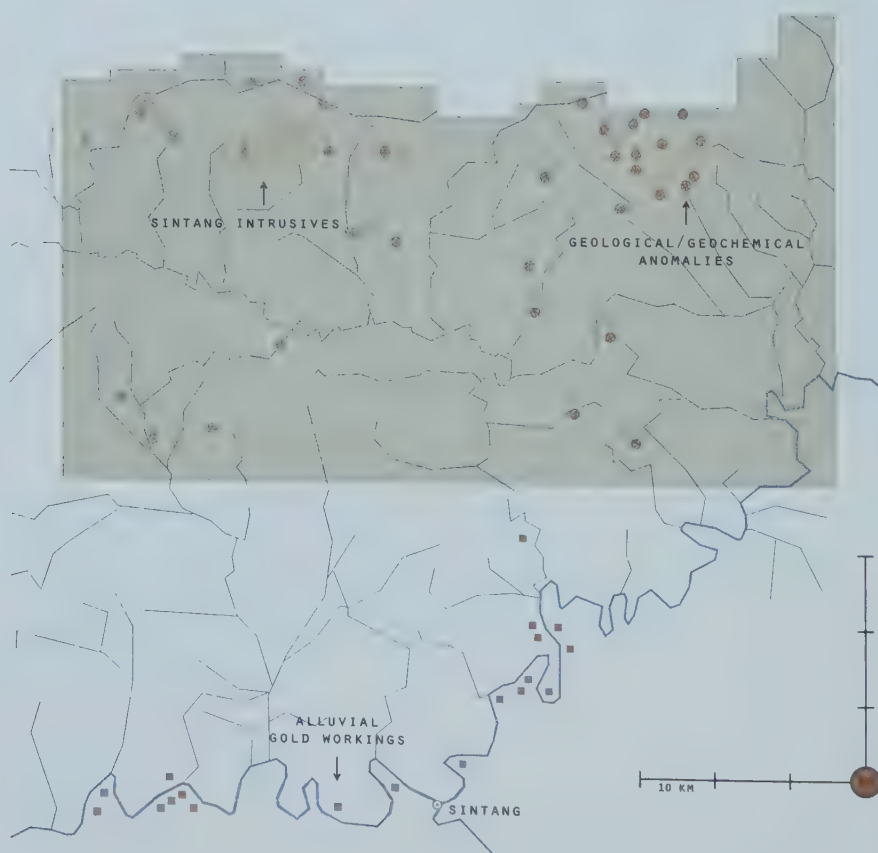 SINTANG INTRUSIVES
GEOLOGICAL/GEOCHEMICAL
ANOMALIES
ALLUVIAL
GOLD WORKINGS
10 KM
SINTANG